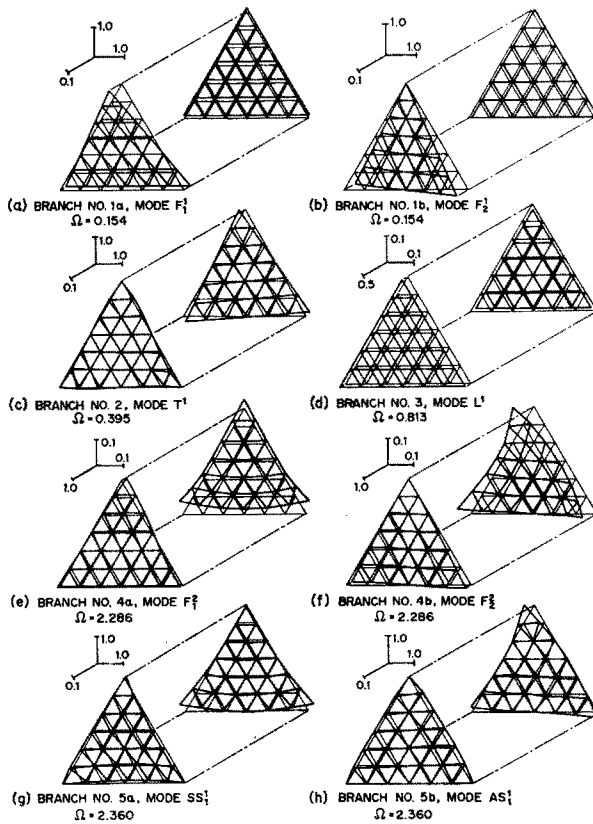 1.0
1.0
0.1
1.0
1.0
0.1
(a) BRANCH NO. 1a, MODE F₁¹
Ω = 0.154
(b) BRANCH NO. 1b, MODE F₂¹
Ω = 0.154
1.0
1.0
0.1
0.1
0.1
0.5
(c) BRANCH NO. 2, MODE T¹
Ω = 0.395
(d) BRANCH NO. 3, MODE L¹
Ω = 0.813
0.1
0.1
1.0
0.1
0.1
1.0
(e) BRANCH NO. 4a, MODE F₁²
Ω = 2.286
(f) BRANCH NO. 4b, MODE F₂²
Ω = 2.286
1.0
1.0
0.1
1.0
1.0
0.1
(g) BRANCH NO. 5a, MODE SS₁¹
Ω = 2.360
(h) BRANCH NO. 5b, MODE AS₁¹
Ω = 2.360